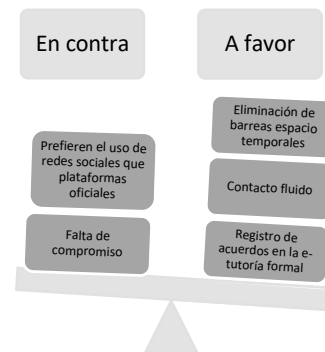 En contra
A favor
Prefieren el uso de
redes sociales que
plataformas
oficiales
Falta de
compromiso
Eliminación de
barreas espacio
temporales
Contacto fluido
Registro de
acuerdos en la e-
tutoría formal